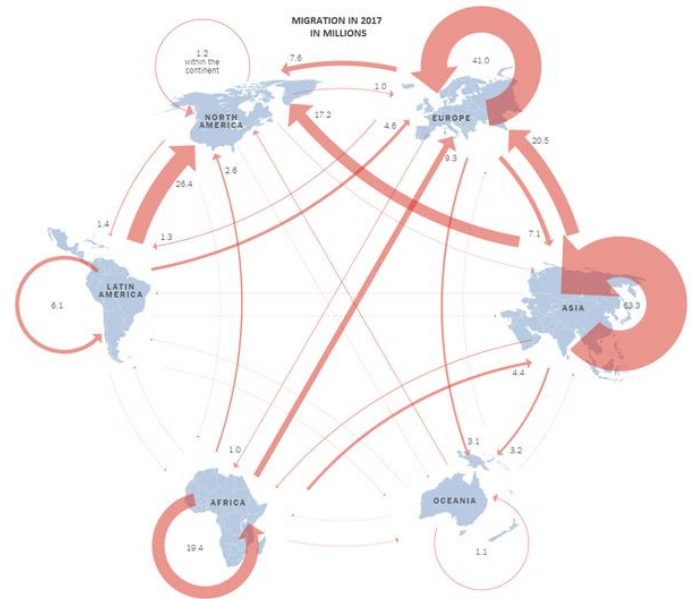 MIGRATION IN 2017
IN MILLIONS
1.2
within the
continent
7.6
41.0
1.0
NORTH
AMERICA
17.2
4.6
EUROPE
9.3
20.5
2.6
26.4
1.4
1.3
7.1
LATIN
AMERICA
6.1
ASIA
63.3
4.4
1.0
3.1
3.2
AFRICA
OCEANIA
19.4
1.1